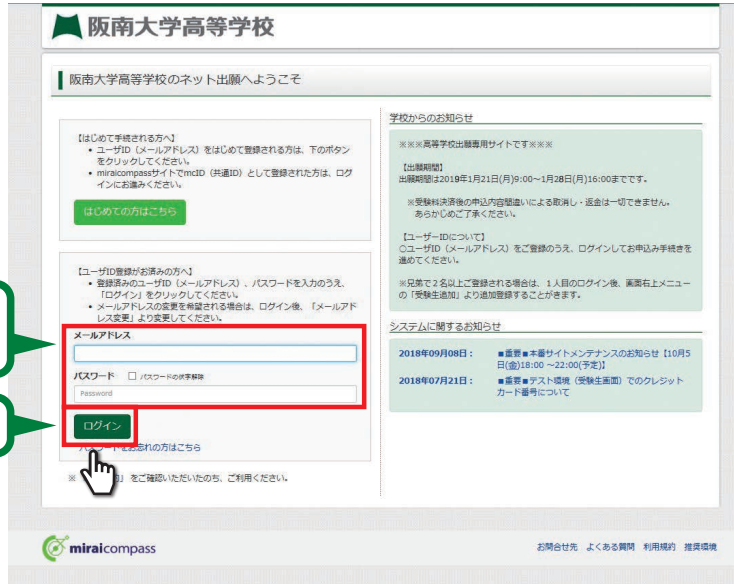 阪南大学高等学校
阪南大学高等学校のネット出願へようこそ
【はじめて手続される方へ】
• ユーザID（メールアドレス）をはじめて登録される方は、下のボタン
をクリックしてください。
• miraicompassサイトでmcID（共通ID）として登録された方は、ログ
インにお進みください。
はじめての方はこちら
【ユーザID登録がお済みの方へ】
• 登録済みのユーザID（メールアドレス）、パスワードを入力のうえ、
「ログイン」をクリックしてください。
• メールアドレスの変更を希望される場合は、ログイン後、「メールアド
レス変更」より変更してください。
メールアドレス
パスワード □ パスワードの伏字解除
Password
ログイン
パスワードをお忘れの方はこちら
※ 」をご確認いただいたのち、ご利用ください。
学校からのお知らせ
※※※高等学校出願専用サイトです※※※
【出願期間】
出願期間は2019年1月21日(月)9:00～1月28日(月)16:00までです。
※受験料決済後の申込内容間違いによる取消し・返金は一切できません。
あらかじめご了承ください。
【ユーザーIDについて】
○ユーザID（メールアドレス）をご登録のうえ、ログインしてお申込み手続きを
進めてください。
※兄弟で２名以上ご登録される場合は、１人目のログイン後、画面右上メニュー
の「受験生追加」より追加登録することができます。
システムに関するお知らせ
2018年09月08日： ■重要■本番サイトメンテナンスのお知らせ【10月5
日(金)18:00 ～22:00(予定)】
2018年07月21日： ■重要■テスト環境（受験生画面）でのクレジット
カード番号について
miraicompass
お問合せ先 よくある質問 利用規約 推奨環境